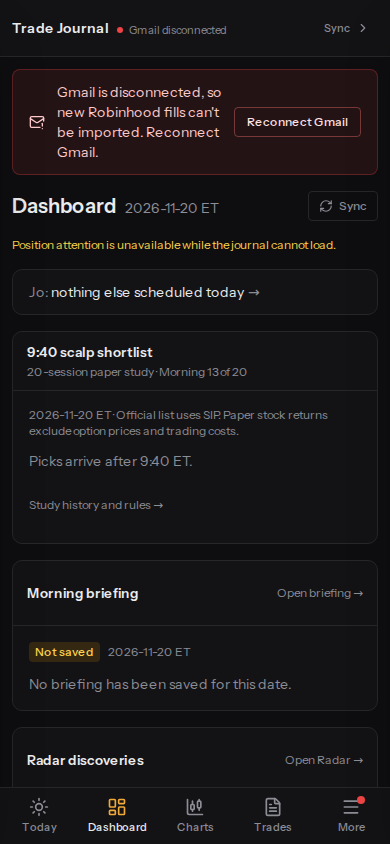 Trade Journal
Gmail disconnected
Sync
Gmail is disconnected, so
new Robinhood fills can't
be imported. Reconnect
Gmail.
Reconnect Gmail
Dashboard 2026-11-20 ET
Sync
Position attention is unavailable while the journal cannot load.
Jo: nothing else scheduled today →
9:40 scalp shortlist
20-session paper study · Morning 13 of 20
2026-11-20 ET · Official list uses SIP. Paper stock returns
exclude option prices and trading costs.
Picks arrive after 9:40 ET.
Study history and rules →
Morning briefing
Open briefing →
Not saved 2026-11-20 ET
No briefing has been saved for this date.
Radar discoveries
Open Radar →
Today
Dashboard
Charts
Trades
More